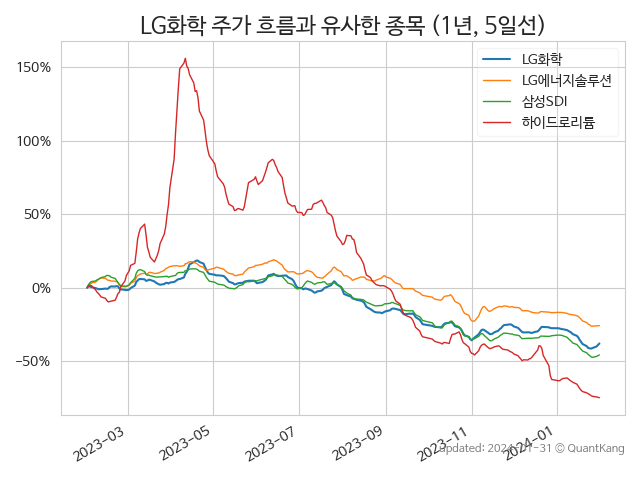 LG화학 주가 흐름과 유사한 종목 (1년, 5일선)
LG화학
LG에너지솔루션
삼성SDI
하이드로리튬
150%
100%
50%
0%
−50%
2023−03
2023−05
2023−07
2023−09
2023−11
2024−01
updated: 2024-01-31 © QuantKang